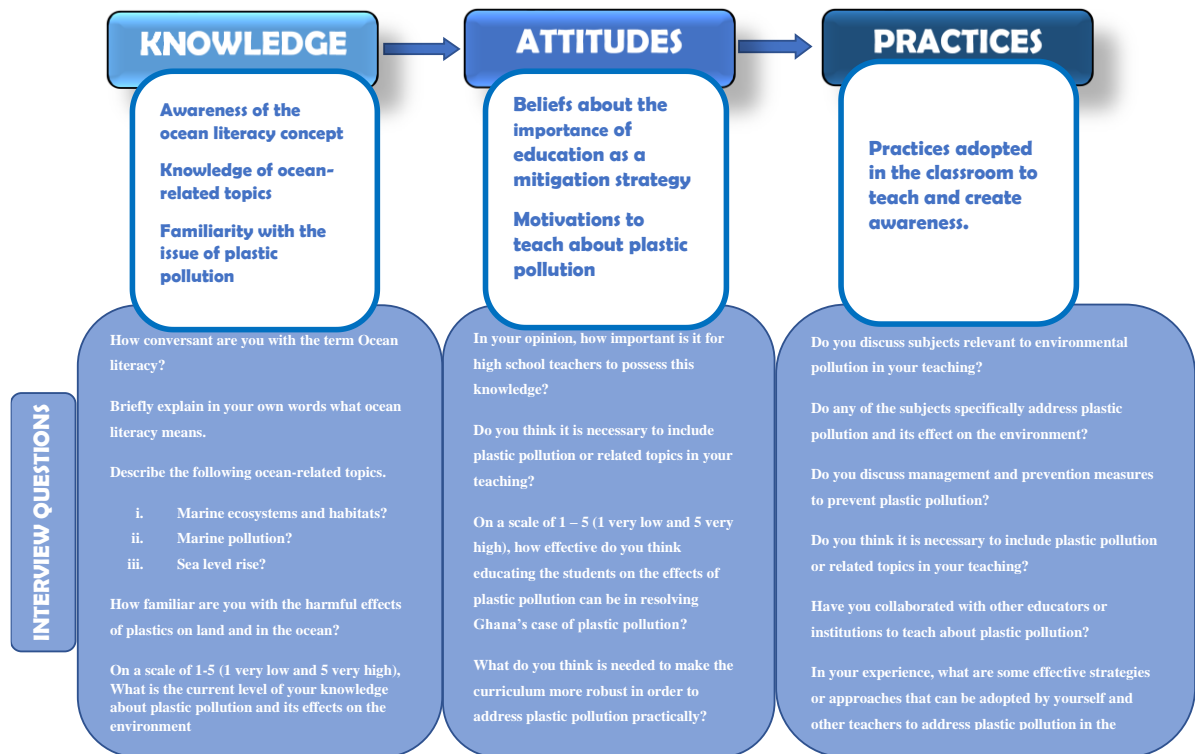 KNOWLEDGE
Awareness of the
ocean literacy concept
Knowledge of ocean-
related topics
Familiarity with the
issue of plastic
pollution
ATTITUDES
Beliefs about the
importance of
education as a
mitigation strategy
Motivations to
teach about plastic
pollution
PRACTICES
Practices adopted
in the classroom to
teach and create
awareness.
INTERVIEW QUESTIONS
How conversant are you with the term Ocean
literacy?
Briefly explain in your own words what ocean
literacy means.
Describe the following ocean-related topics.
i. Marine ecosystems and habitats?
ii. Marine pollution?
iii. Sea level rise?
How familiar are you with the harmful effects
of plastics on land and in the ocean?
On a scale of 1-5 (1 very low and 5 very high),
What is the current level of your knowledge
about plastic pollution and its effects on the
environment
In your opinion, how important is it for
high school teachers to possess this
knowledge?
Do you think it is necessary to include
plastic pollution or related topics in your
teaching?
On a scale of 1 – 5 (1 very low and 5 very
high), how effective do you think
educating the students on the effects of
plastic pollution can be in resolving
Ghana's case of plastic pollution?
What do you think is needed to make the
curriculum more robust in order to
address plastic pollution practically?
Do you discuss subjects relevant to environmental
pollution in your teaching?
Do any of the subjects specifically address plastic
pollution and its effect on the environment?
Do you discuss management and prevention measures
to prevent plastic pollution?
Do you think it is necessary to include plastic pollution
or related topics in your teaching?
Have you collaborated with other educators or
institutions to teach about plastic pollution?
In your experience, what are some effective strategies
or approaches that can be adopted by yourself and
other teachers to address plastic pollution in the